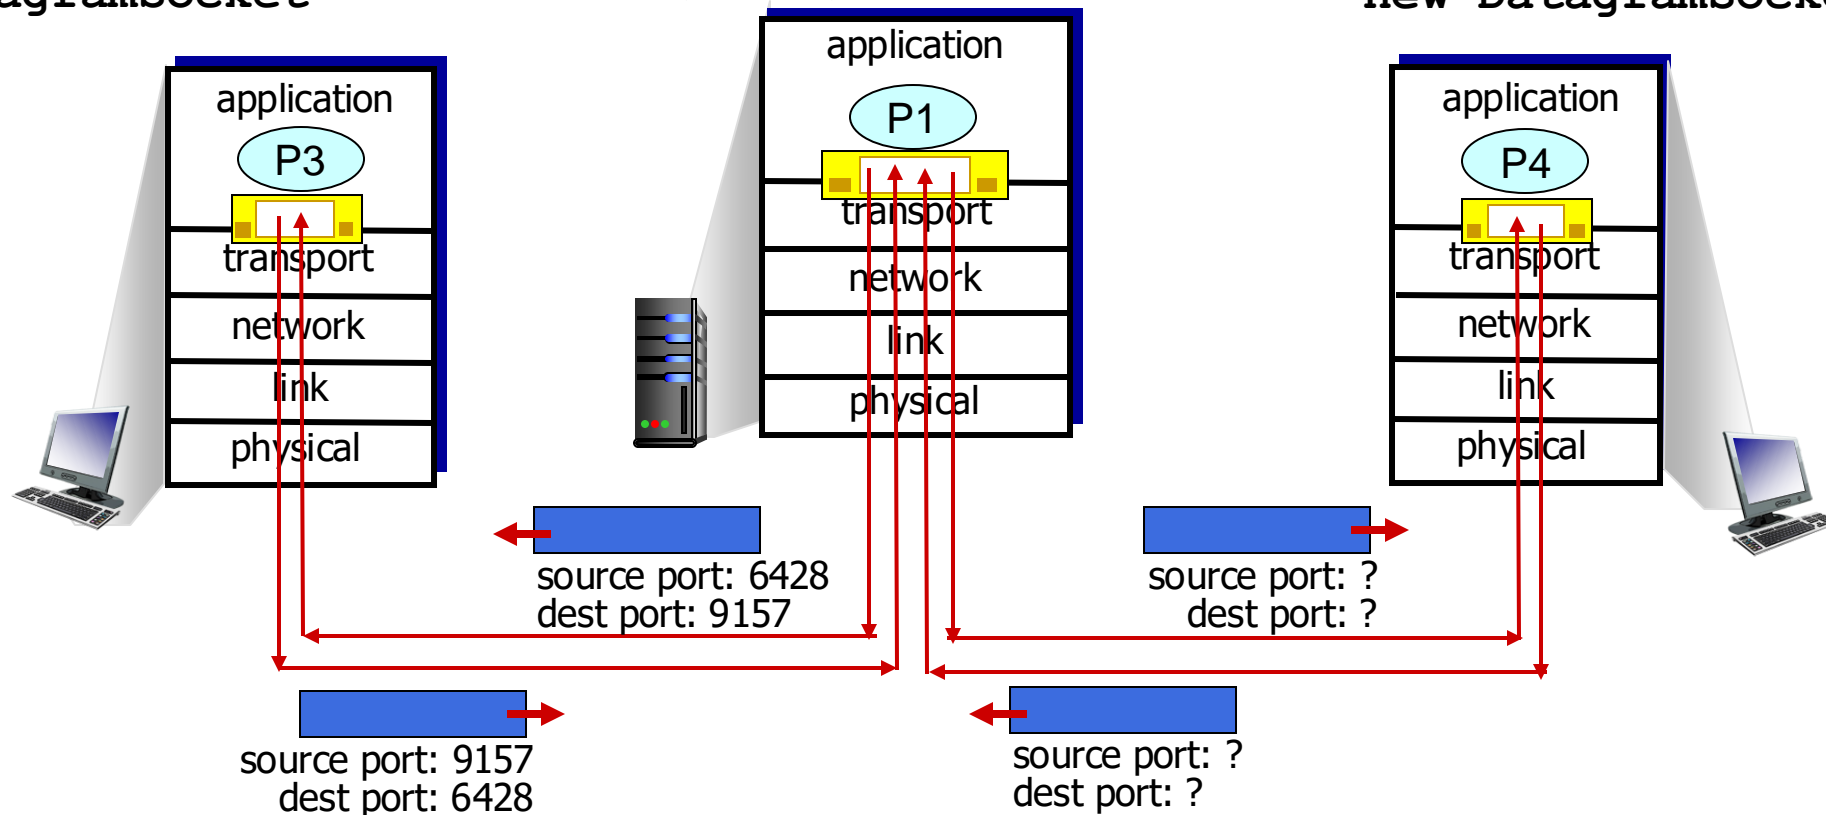 application
P3
transport
network
link
physical
application
P1
transport
network
link
physical
application
P4
transport
network
link
physical
source port: 6428
dest port: 9157
source port: ?
dest port: ?
source port: 9157
dest port: 6428
source port: ?
dest port: ?